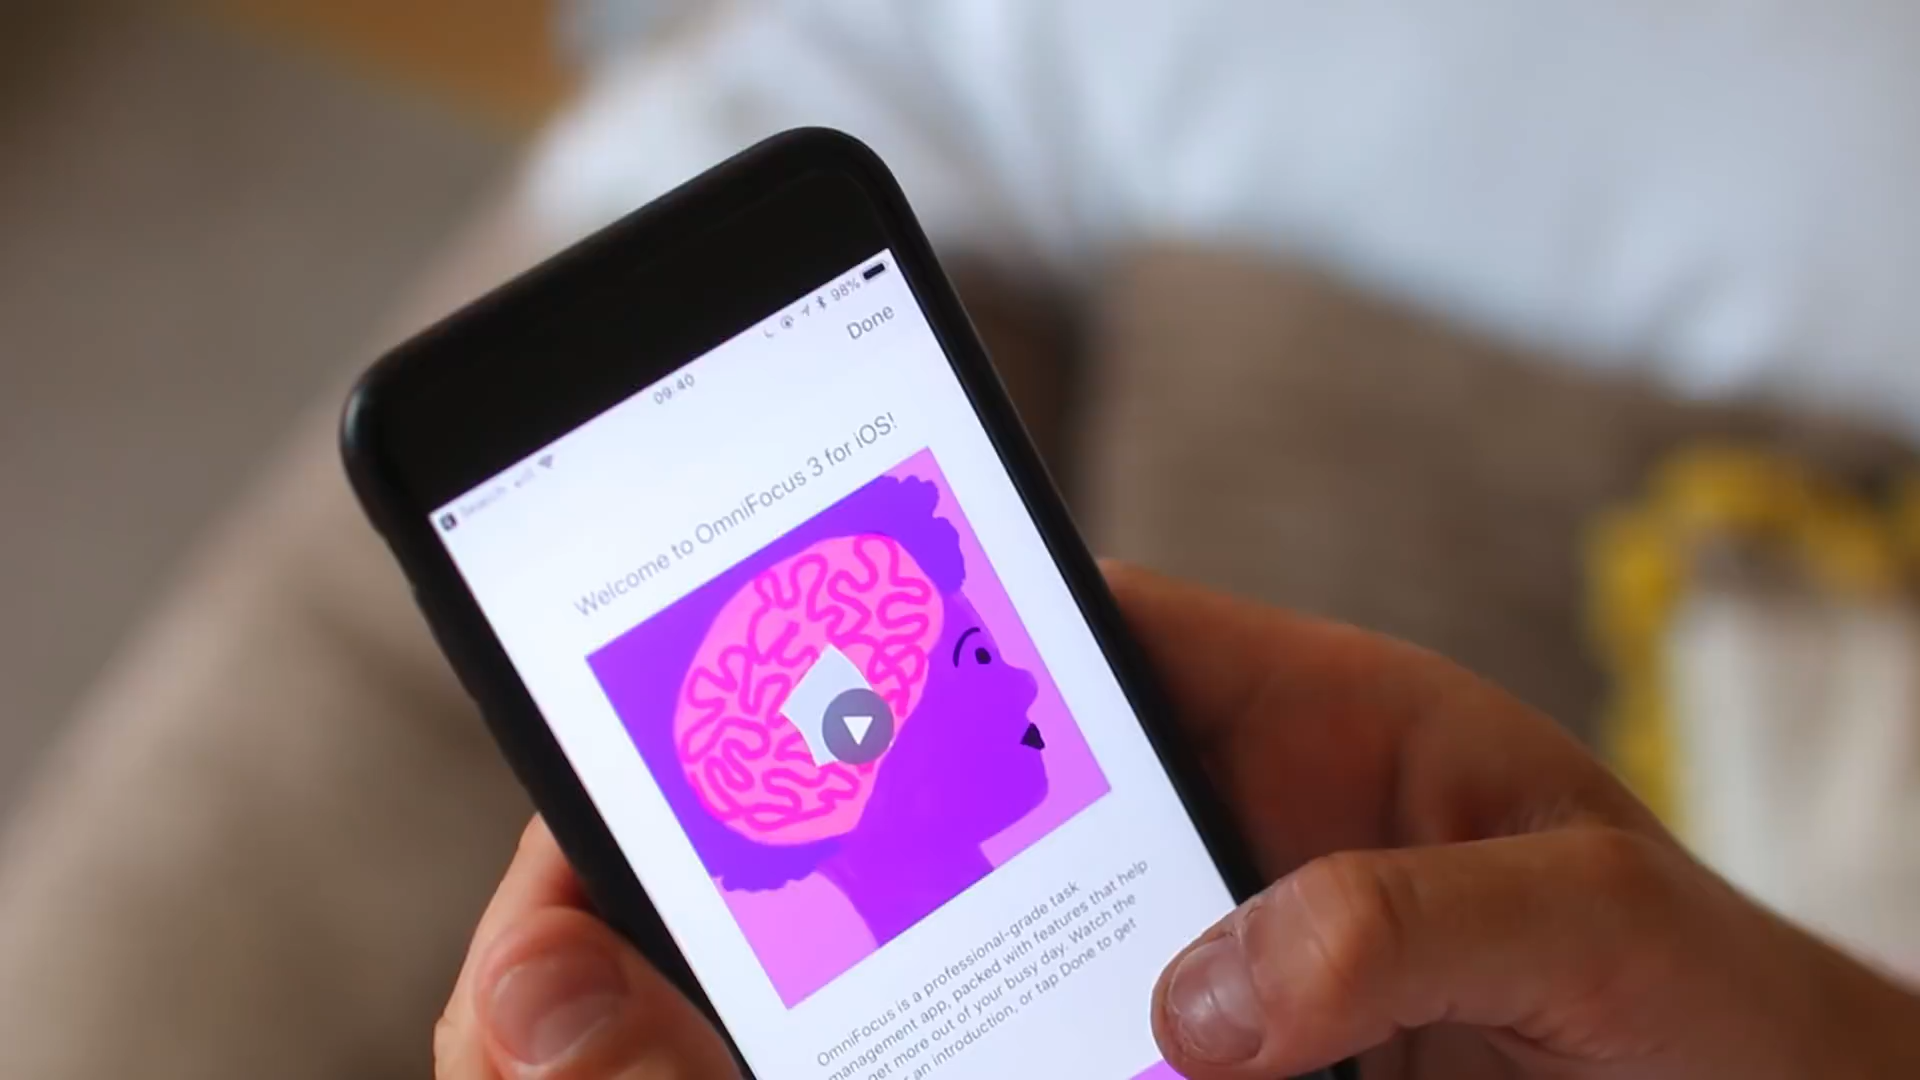 Search
09:40
98%
Done
Welcome to OmniFocus 3 for iOS!
OmniFocus is a professional-grade task
management app, packed with features that help
get more out of your busy day. Watch the
an introduction, or tap Done to get